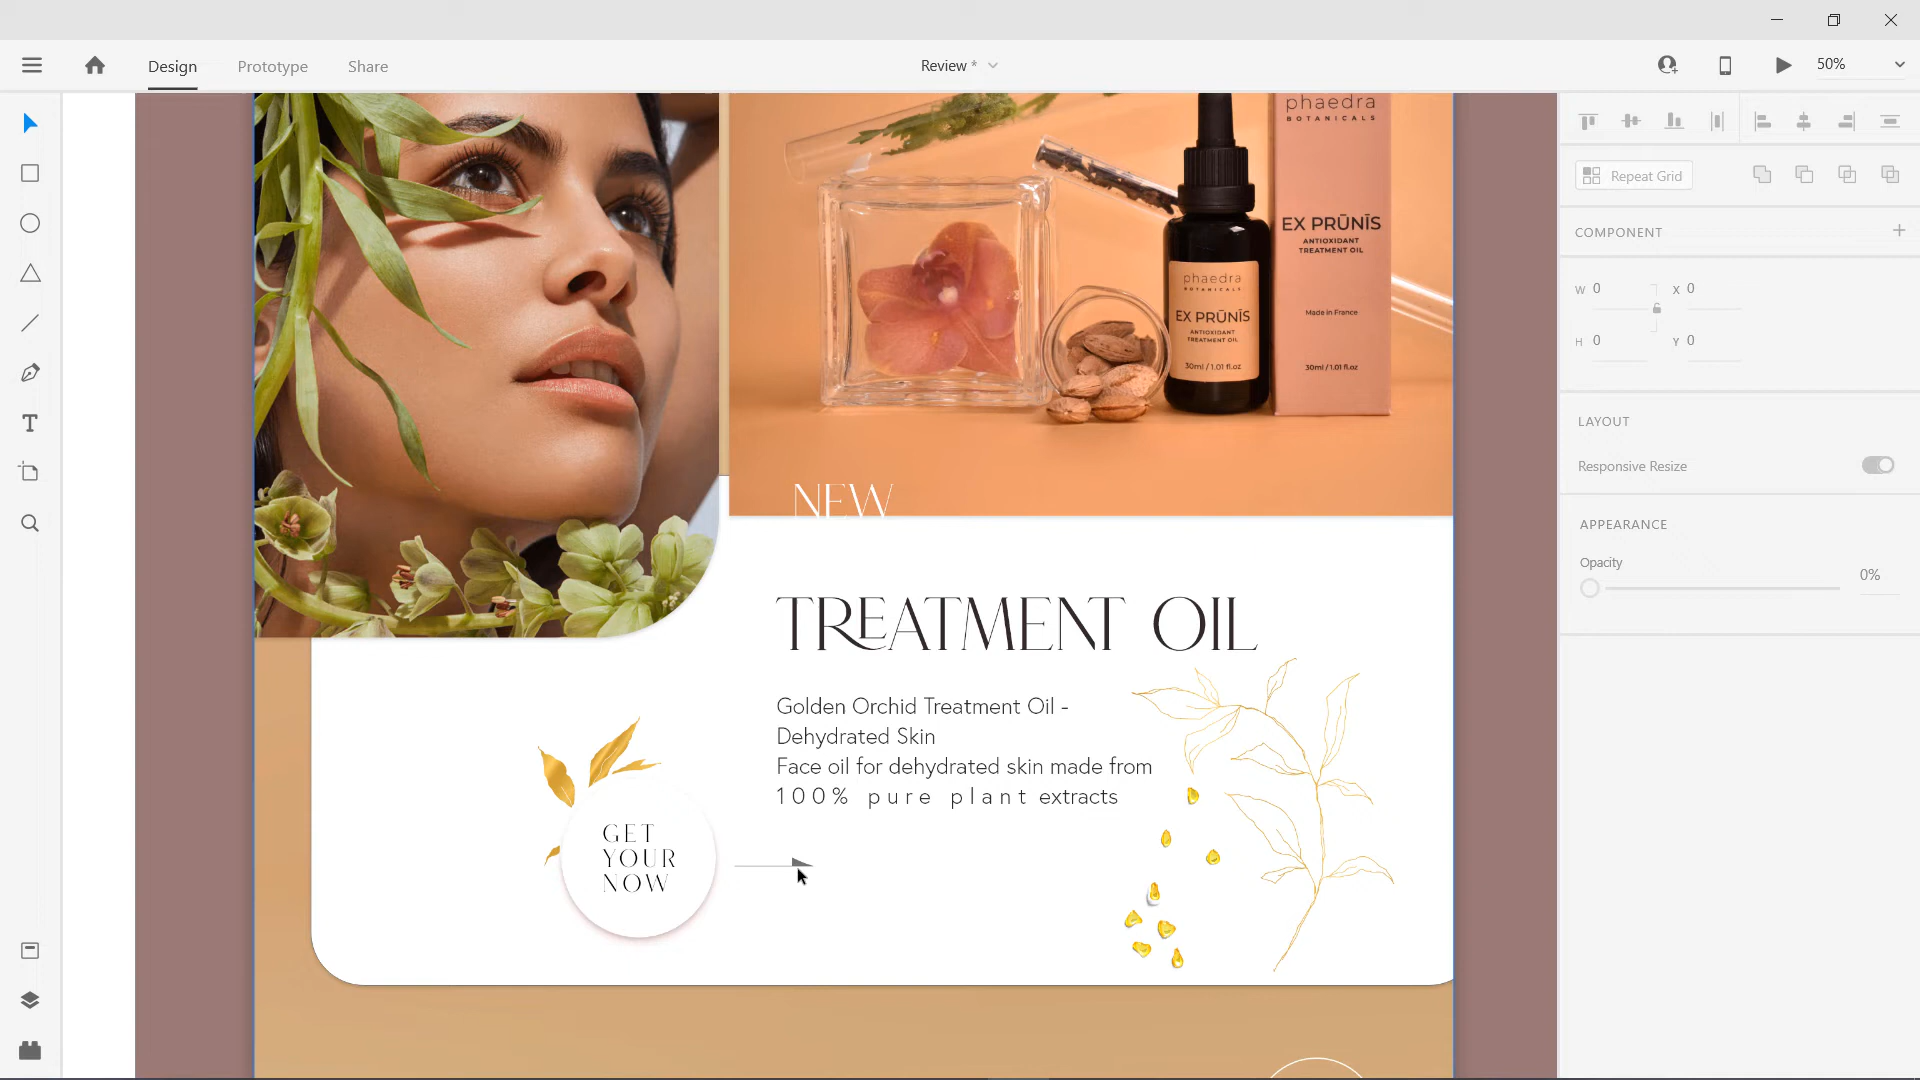 Design
Prototype
Share
Review *
50%
phaedra
BOTANICALS
EX PRŪNĪS
ANTIOXIDANT
TREATMENT OIL
Made in France
30ml / 1.01 fl.oz
phaedra
BOTANICALS
EX PRŪNĪS
ANTIOXIDANT
TREATMENT OIL
30ml / 1.01 fl.oz
NEW
TREATMENT OIL
Golden Orchid Treatment Oil -
Dehydrated Skin
Face oil for dehydrated skin made from
100% pure plant extracts
GET
YOUR
NOW
Repeat Grid
COMPONENT
W 0
X 0
H 0
Y 0
LAYOUT
Responsive Resize
APPEARANCE
Opacity
0%